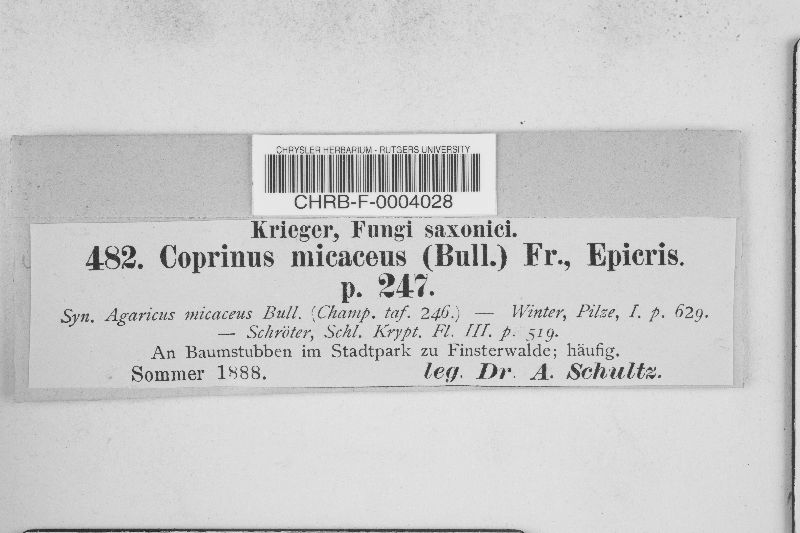 CHRYSLER HERBARIUM - RUTGERS UNIVERSITY
CHRB-F-0004028
Krieger, Fungi saxonici.
482. Coprinus micaceus (Bull.) Fr., Epicris.
p. 247.
Syn. Agaricus micaceus Bull. (Champ. taf. 246.) — Winter, Pilze, I. p. 629.
— Schröter, Schl. Krypt. Fl. III. p. 519.
An Baumstubben im Stadtpark zu Finsterwalde; häufig.
Sommer 1888. leg. Dr. A. Schultz.